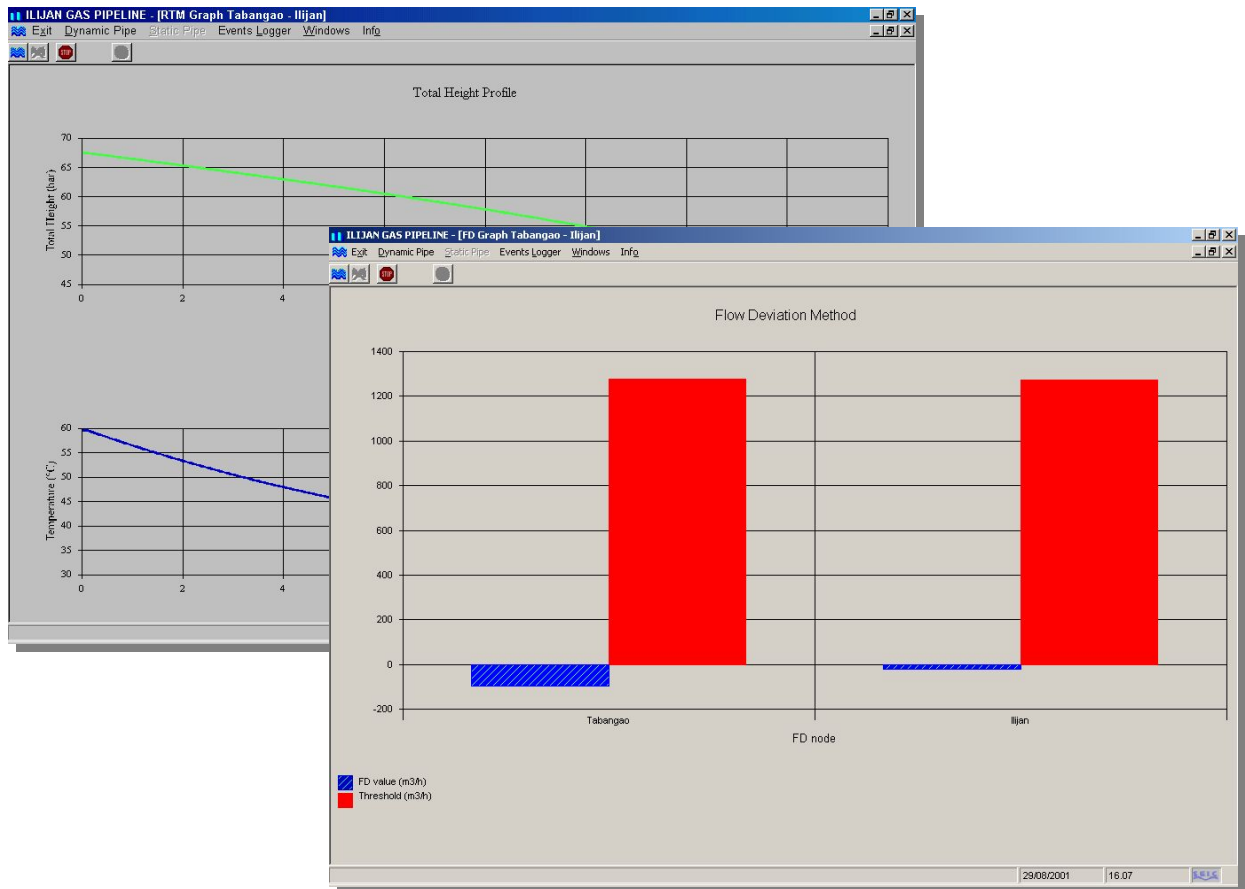 ILIJAN GAS PIPELINE - [RTM Graph Tabangao - Ilijan]
Exit Dynamic Pipe Static Pipe Events Logger Windows Info
STOP
Total Height Profile
70
65
60
55
50
45
Total Height (bar)
0 2 4
60
55
50
45
40
35
30
Temperature (°C)
0 2 4
ILIJAN GAS PIPELINE - [FD Graph Tabangao - Ilijan]
Exit Dynamic Pipe Static Pipe Events Logger Windows Info
STOP
Flow Deviation Method
1400
1200
1000
800
600
400
200
0
-200
Tabangao Ilijan
FD node
FD value (m3/h)
Threshold (m3/h)
29/08/2001 16.07